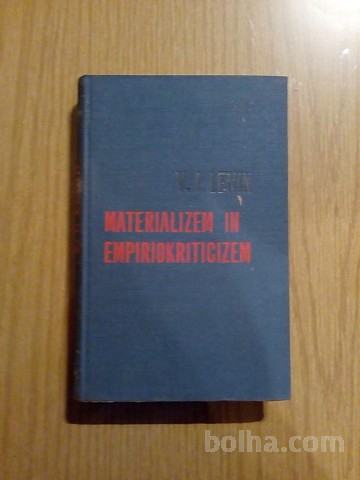 V. I. LENIN
MATERIALIZEM IN
EMPIRIOKRITICIZEM
bolha.com